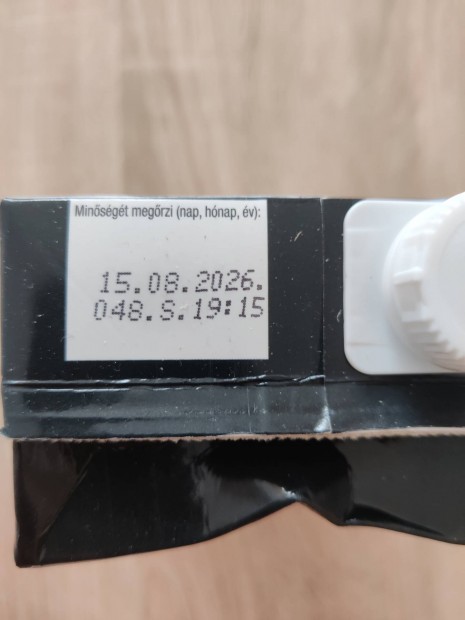 Minőségét megőrzi (nap, hónap, év):
15.08.2026.
048.S.19:15